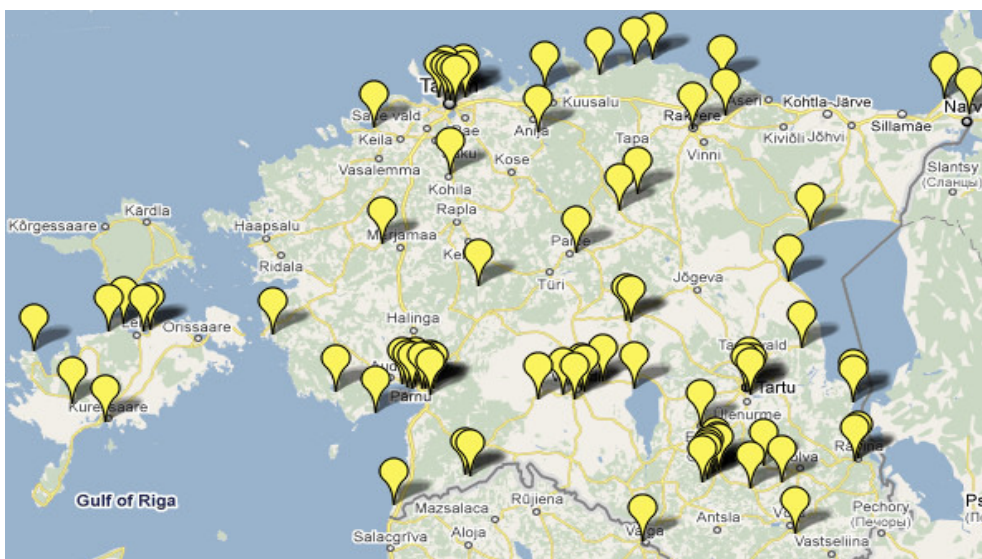 Kuusalu
Aseri
Kohtla-Järve
Narva
Sillamäe
Rakvere
Anija
Keila
Tapa
Kiviõli
Jõhvi
Vinni
Vasalemma
Kose
Slantsy
(Сланцы)
Kohila
Kärdla
Kõrgessaare
Rapla
Haapsalu
Ridala
Türi
Jõgeva
Halinga
Orissaare
Pärnu
Tartu
Ülenurme
Kuressaare
Gulf of Riga
Rūjiena
Mazsalaca
Pechory
(Печоры)
Antsla
Valga
Aloja
Salacgrīva
Vastseliina